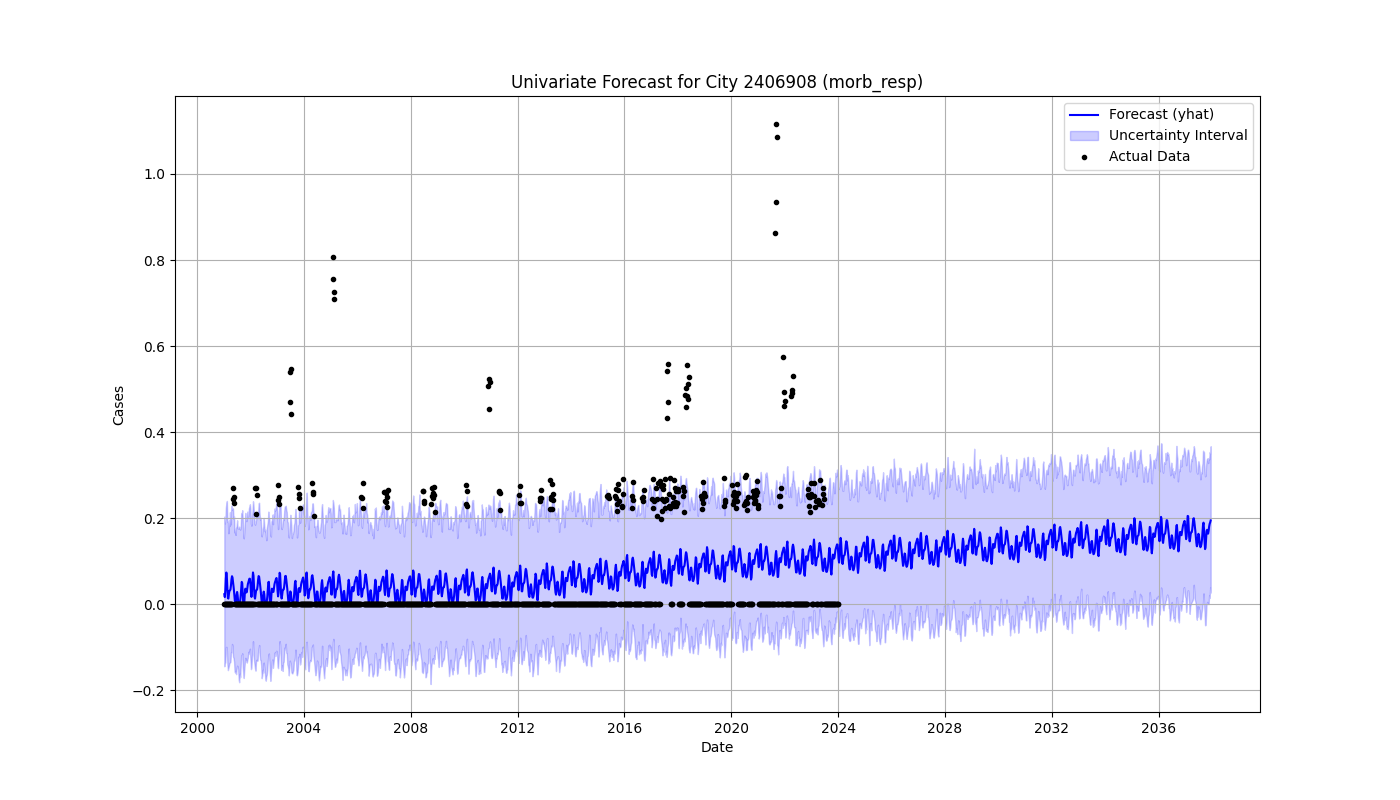 Univariate Forecast for City 2406908 (morb_resp)
Forecast (yhat)
Uncertainty Interval
Actual Data
1.0
0.8
0.6
0.4
0.2
0.0
−0.2
Cases
2000 2004 2008 2012 2016 2020 2024 2028 2032 2036
Date